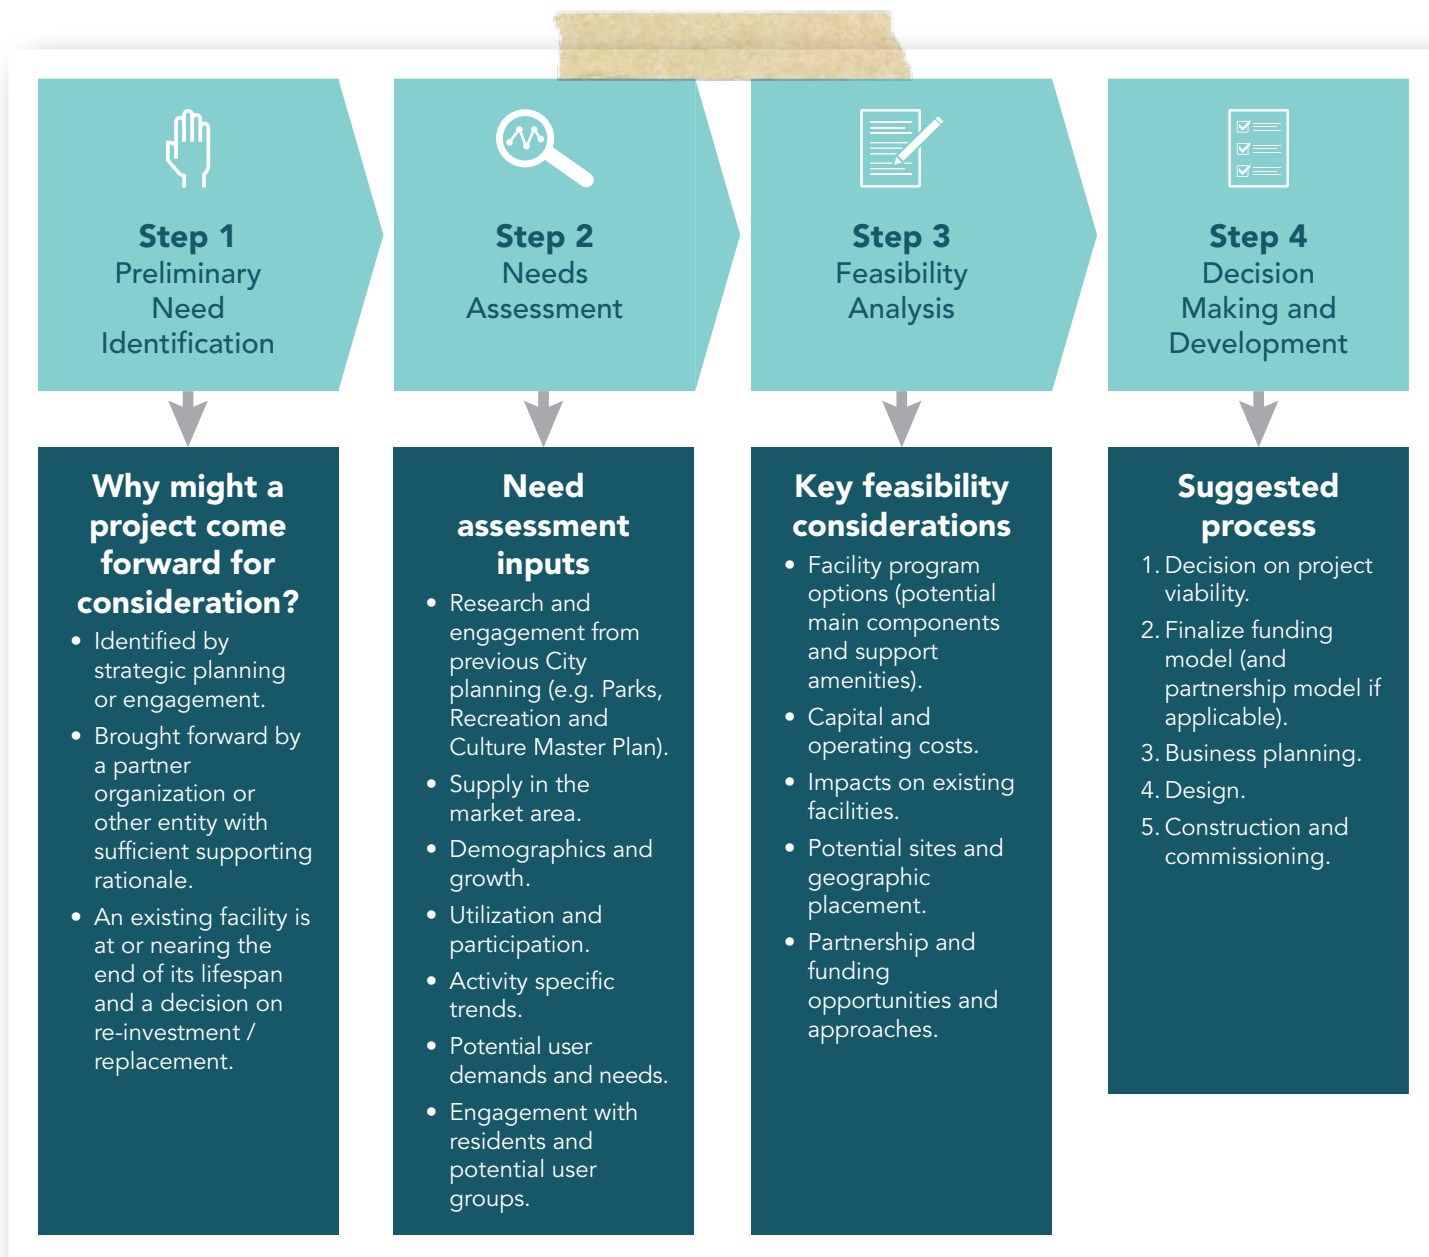 Step 1
Preliminary
Need
Identification
Step 2
Needs
Assessment
Step 3
Feasibility
Analysis
Step 4
Decision
Making and
Development
Why might a
project come
forward for
consideration?
• Identified by
strategic planning
or engagement.
• Brought forward by
a partner
organization or
other entity with
sufficient supporting
rationale.
• An existing facility is
at or nearing the
end of its lifespan
and a decision on
re-investment /
replacement.
Need
assessment
inputs
• Research and
engagement from
previous City
planning (e.g. Parks,
Recreation and
Culture Master Plan).
• Supply in the
market area.
• Demographics and
growth.
• Utilization and
participation.
• Activity specific
trends.
• Potential user
demands and needs.
• Engagement with
residents and
potential user
groups.
Key feasibility
considerations
• Facility program
options (potential
main components
and support
amenities).
• Capital and
operating costs.
• Impacts on existing
facilities.
• Potential sites and
geographic
placement.
• Partnership and
funding
opportunities and
approaches.
Suggested
process
1. Decision on project
viability.
2. Finalize funding
model (and
partnership model if
applicable).
3. Business planning.
4. Design.
5. Construction and
commissioning.